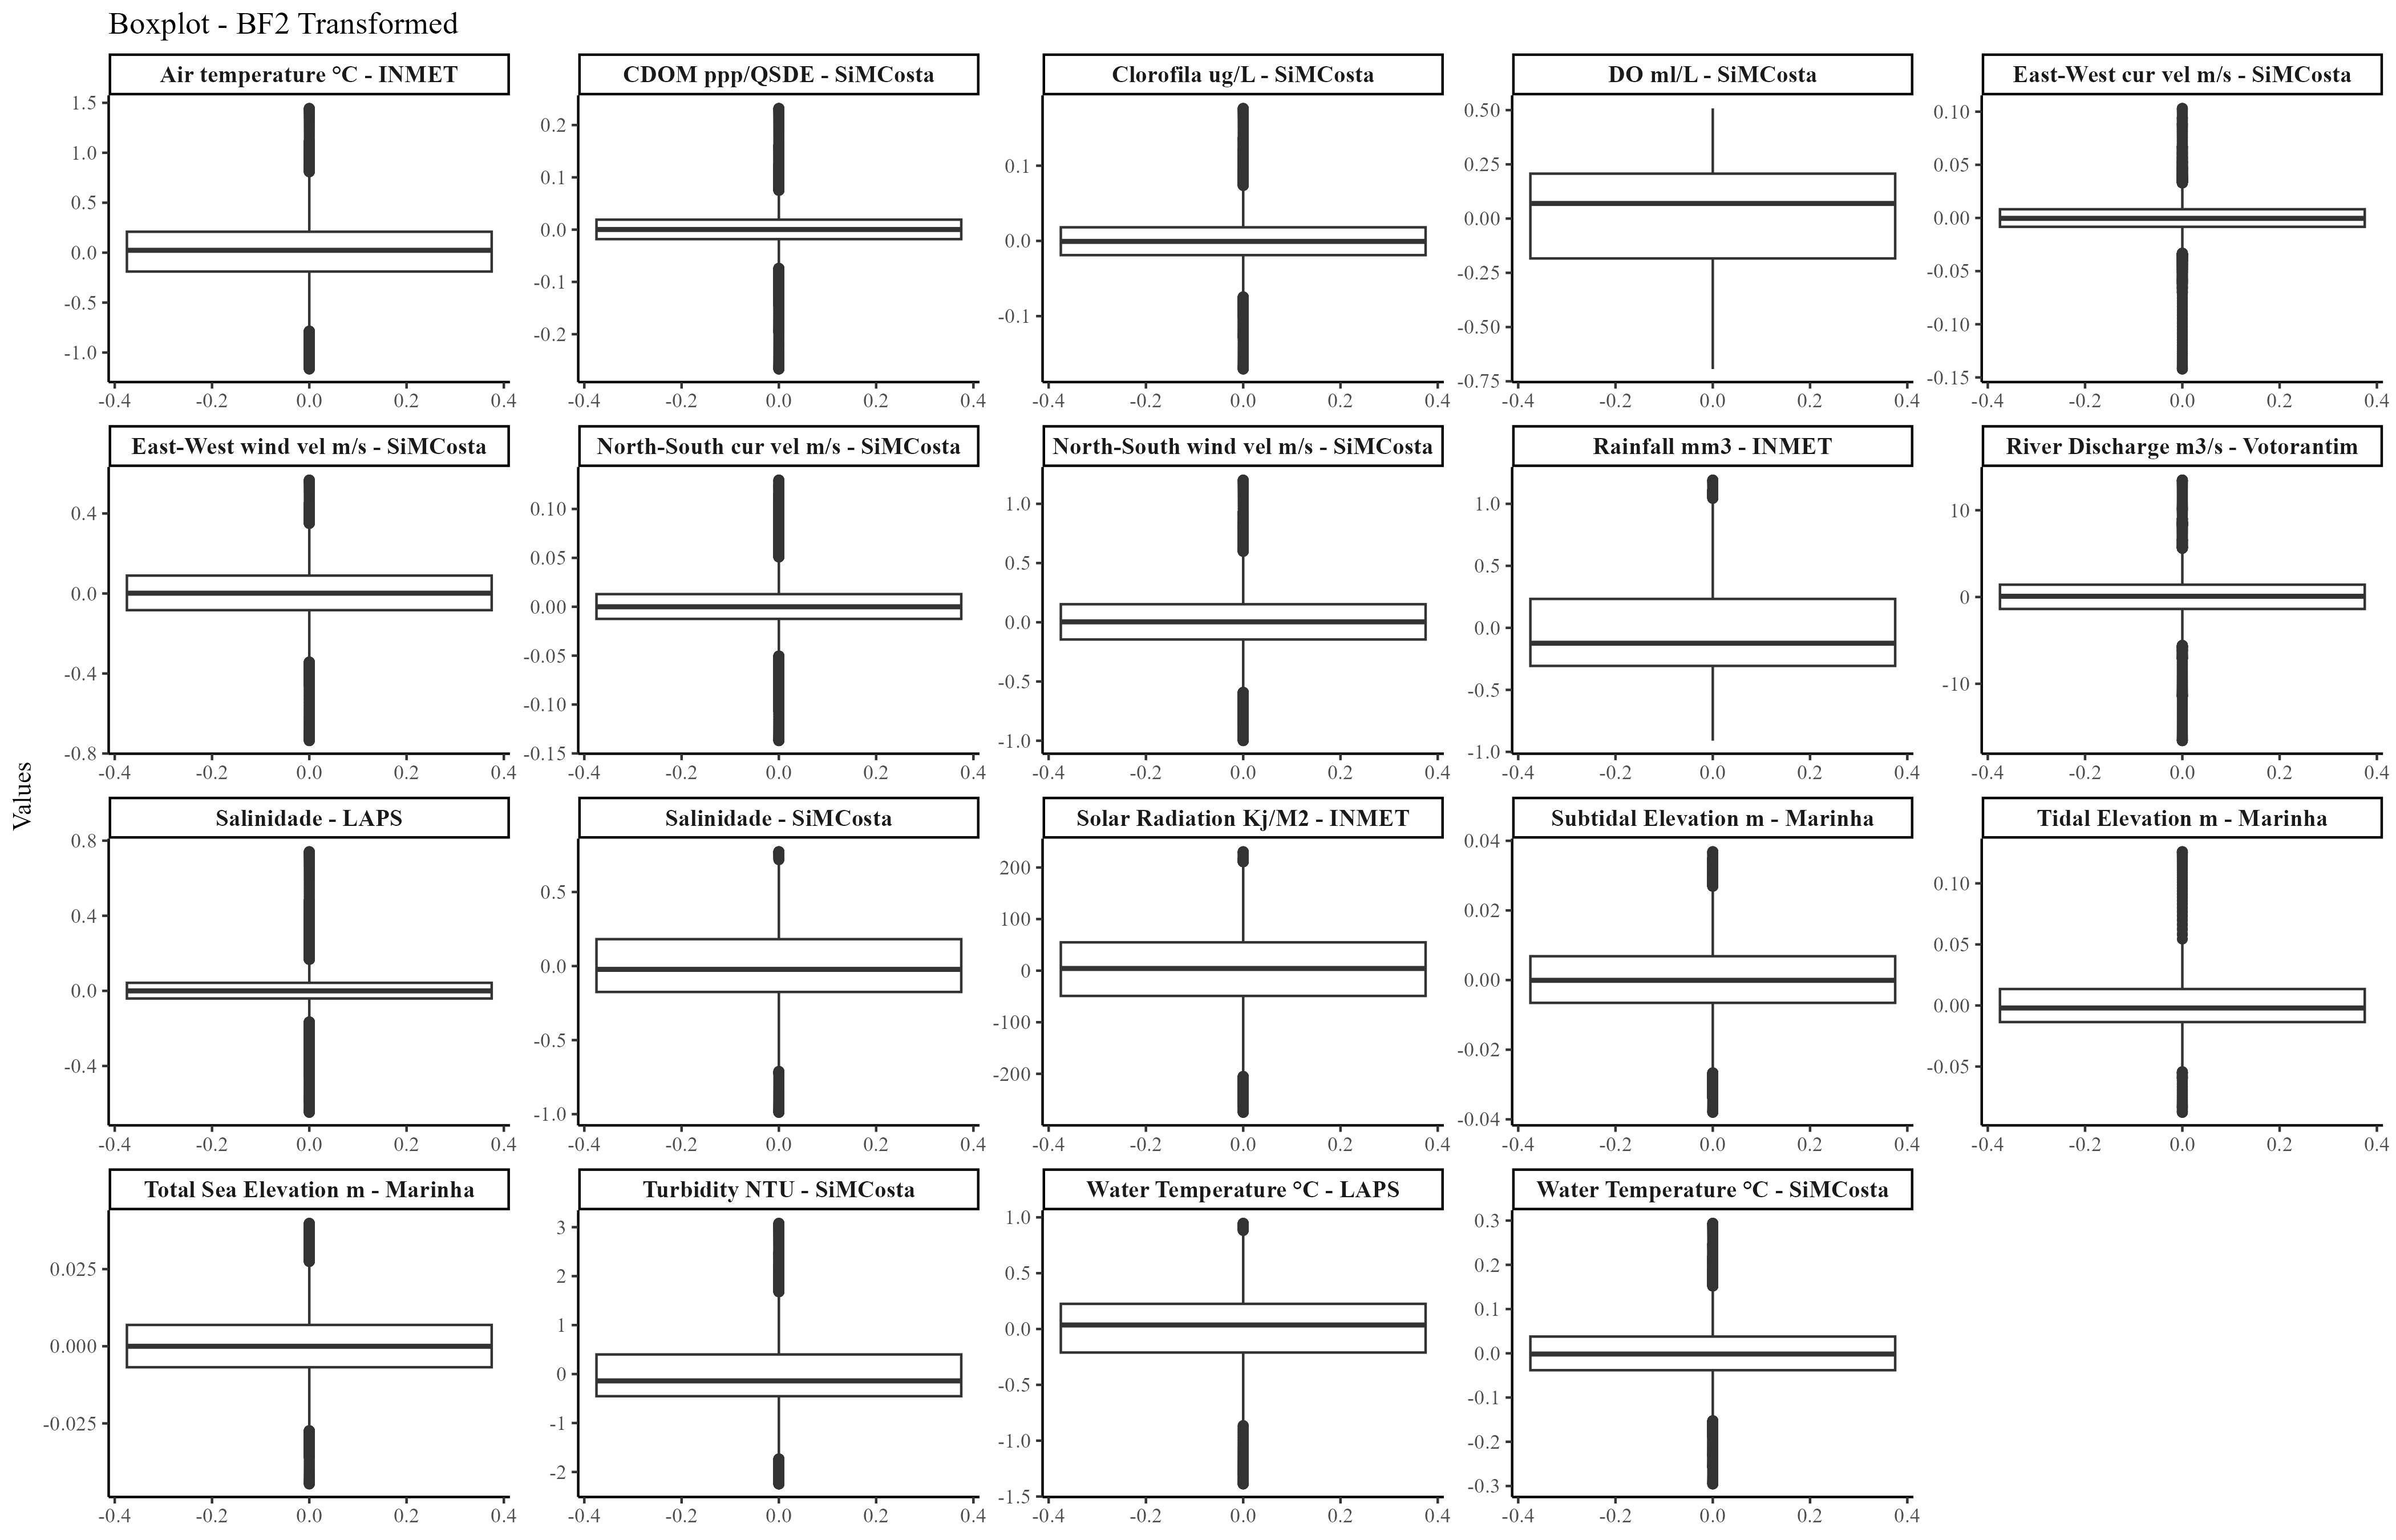 Boxplot - BF2 Transformed
Air temperature °C - INMET
CDOM ppp/QSDE - SiMCosta
Clorofila ug/L - SiMCosta
DO ml/L - SiMCosta
East-West cur vel m/s - SiMCosta
1.5
1.0
0.5
0.0
-0.5
-1.0
0.2
0.1
0.0
-0.1
-0.2
0.1
0.0
-0.1
0.50
0.25
0.00
-0.25
-0.50
-0.75
0.10
0.05
0.00
-0.05
-0.10
-0.15
-0.4 -0.2 0.0 0.2 0.4
-0.4 -0.2 0.0 0.2 0.4
-0.4 -0.2 0.0 0.2 0.4
-0.4 -0.2 0.0 0.2 0.4
-0.4 -0.2 0.0 0.2 0.4
East-West wind vel m/s - SiMCosta
North-South cur vel m/s - SiMCosta
North-South wind vel m/s - SiMCosta
Rainfall mm3 - INMET
River Discharge m3/s - Votorantim
0.4
0.0
-0.4
-0.8
0.10
0.05
0.00
-0.05
-0.10
-0.15
1.0
0.5
0.0
-0.5
-1.0
1.0
0.5
0.0
-0.5
-1.0
10
0
-10
-0.4 -0.2 0.0 0.2 0.4
-0.4 -0.2 0.0 0.2 0.4
-0.4 -0.2 0.0 0.2 0.4
-0.4 -0.2 0.0 0.2 0.4
-0.4 -0.2 0.0 0.2 0.4
Values
Salinidade - LAPS
Salinidade - SiMCosta
Solar Radiation Kj/M2 - INMET
Subtidal Elevation m - Marinha
Tidal Elevation m - Marinha
0.8
0.4
0.0
-0.4
0.5
0.0
-0.5
-1.0
200
100
0
-100
-200
0.04
0.02
0.00
-0.02
-0.04
0.10
0.05
0.00
-0.05
-0.4 -0.2 0.0 0.2 0.4
-0.4 -0.2 0.0 0.2 0.4
-0.4 -0.2 0.0 0.2 0.4
-0.4 -0.2 0.0 0.2 0.4
-0.4 -0.2 0.0 0.2 0.4
Total Sea Elevation m - Marinha
Turbidity NTU - SiMCosta
Water Temperature °C - LAPS
Water Temperature °C - SiMCosta
0.025
0.000
-0.025
3
2
1
0
-1
-2
1.0
0.5
0.0
-0.5
-1.0
-1.5
0.3
0.2
0.1
0.0
-0.1
-0.2
-0.3
-0.4 -0.2 0.0 0.2 0.4
-0.4 -0.2 0.0 0.2 0.4
-0.4 -0.2 0.0 0.2 0.4
-0.4 -0.2 0.0 0.2 0.4